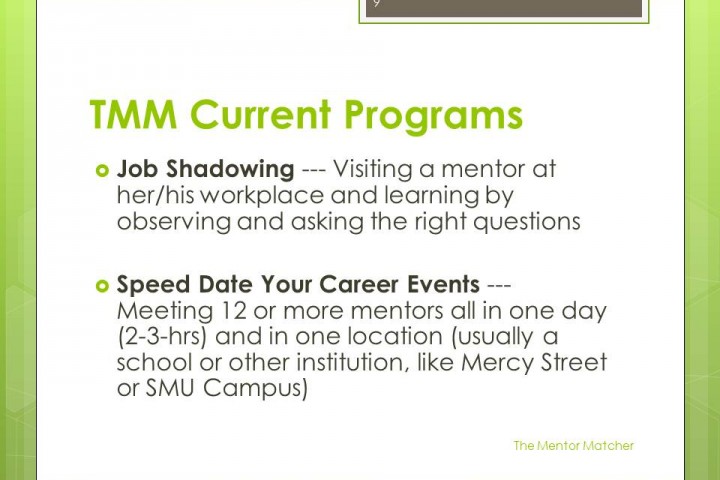 9
TMM Current Programs
Job Shadowing --- Visiting a mentor at
her/his workplace and learning by
observing and asking the right questions
Speed Date Your Career Events ---
Meeting 12 or more mentors all in one day
(2-3-hrs) and in one location (usually a
school or other institution, like Mercy Street
or SMU Campus)
The Mentor Matcher